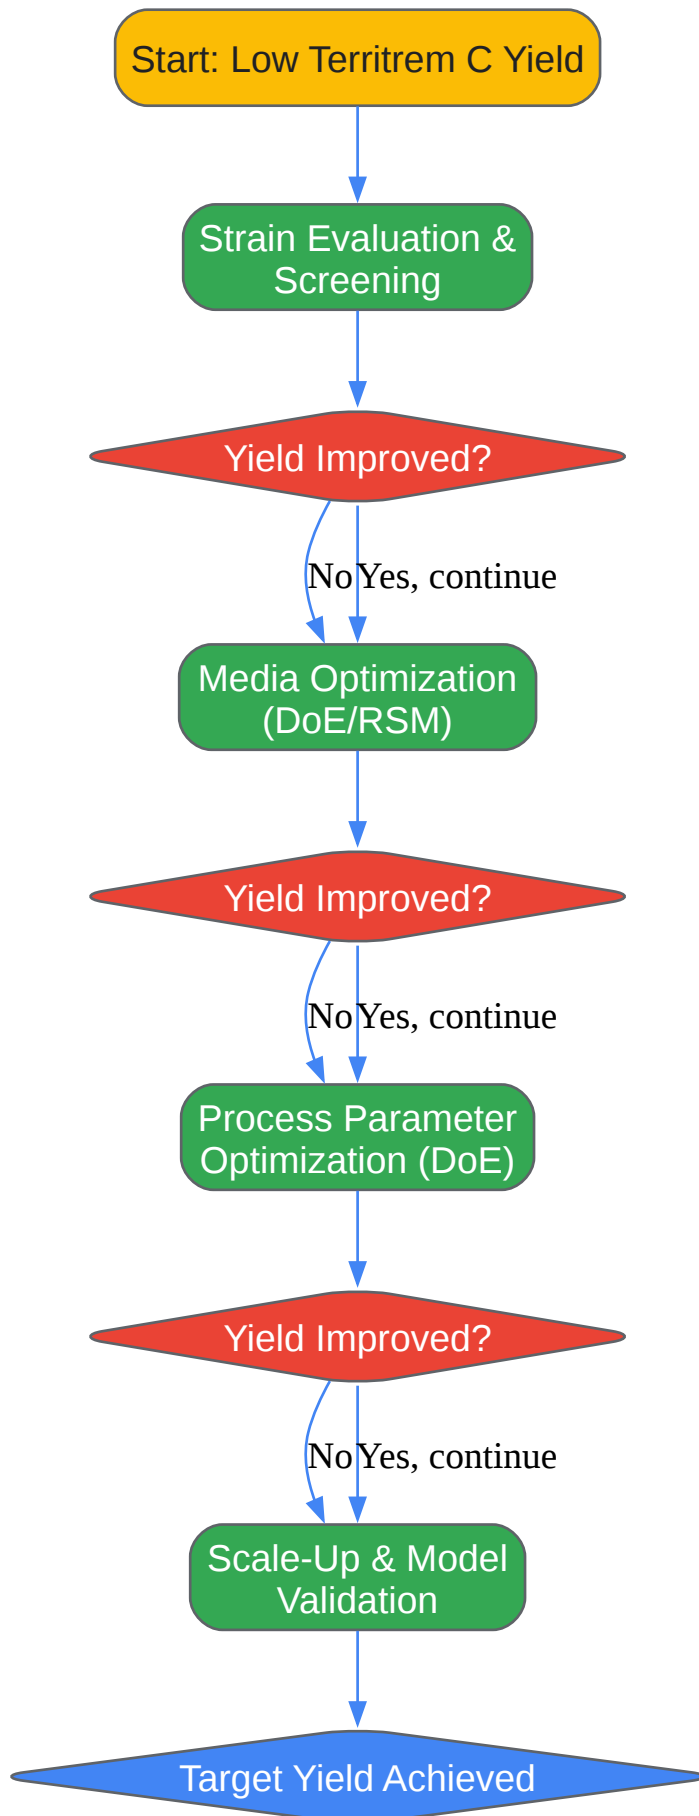 Start: Low Territrem C Yield
Strain Evaluation &
Screening
Yield Improved?
No
Yes, continue
Media Optimization
(DoE/RSM)
Yield Improved?
No
Yes, continue
Process Parameter
Optimization (DoE)
Yield Improved?
No
Yes, continue
Scale-Up & Model
Validation
Target Yield Achieved